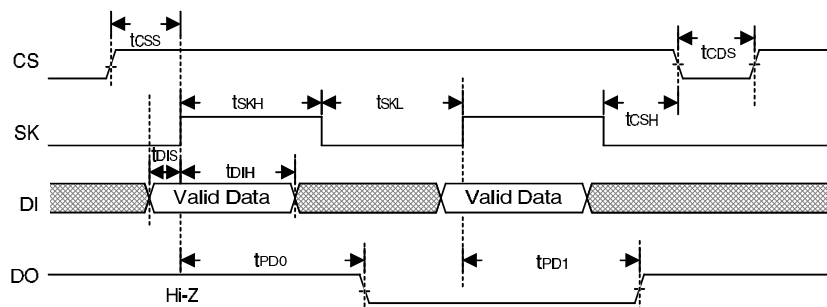 tCSS
tCDS
CS
tSKH
tSKL
tCSH
SK
tDIS
tDIH
DI
Valid Data
Valid Data
tPD0
tPD1
DO
Hi-Z